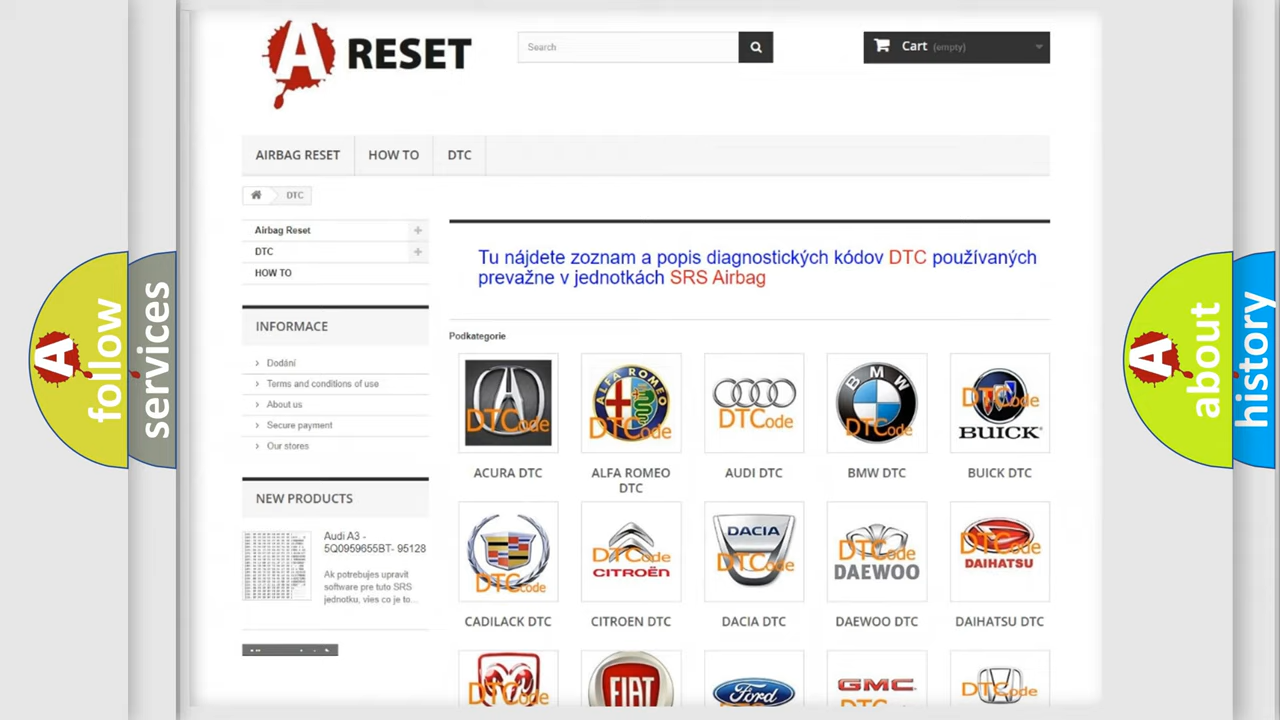 A RESET
Search
Cart (empty)
AIRBAG RESET
HOW TO
DTC
DTC
Airbag Reset
DTC
HOW TO
Tu nájdete zoznam a popis diagnostických kódov DTC používaných
prevažne v jednotkách SRS Airbag
INFORMACE
Dodání
Terms and conditions of use
About us
Secure payment
Our stores
NEW PRODUCTS
Audi A3 -
5Q0959655BT- 95128
Ak potrebujes upravit
software pre tuto SRS
jednotku, vies co je to...
Podkategorie
DTCode
ALFA ROMEO
DTCode
DTCode
BMW
DTCode
DTCode
BUICK
ACURA DTC
ALFA ROMEO
DTC
AUDI DTC
BMW DTC
BUICK DTC
DTCode
DTCode
CITROËN
DACIA
DTCode
DTCode
DAEWOO
DTCode
DAIHATSU
CADILACK DTC
CITROEN DTC
DACIA DTC
DAEWOO DTC
DAIHATSU DTC
DTCode
FIAT
Ford
GMC
DTCode
A follow
services
A about
history